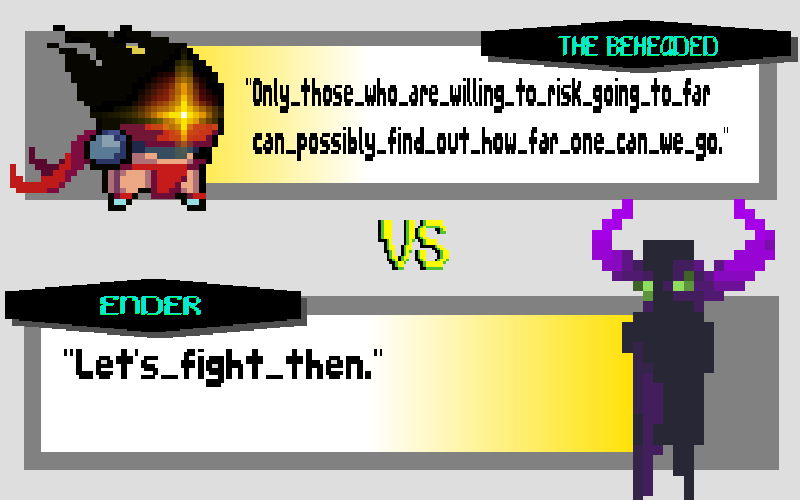 THE BEHEADED
"Only_those_who_are_willing_to_risk_going_to_far
can_possibly_find_out_how_far_one_can_we_go."
VS
ENDER
"Let's_fight_then."